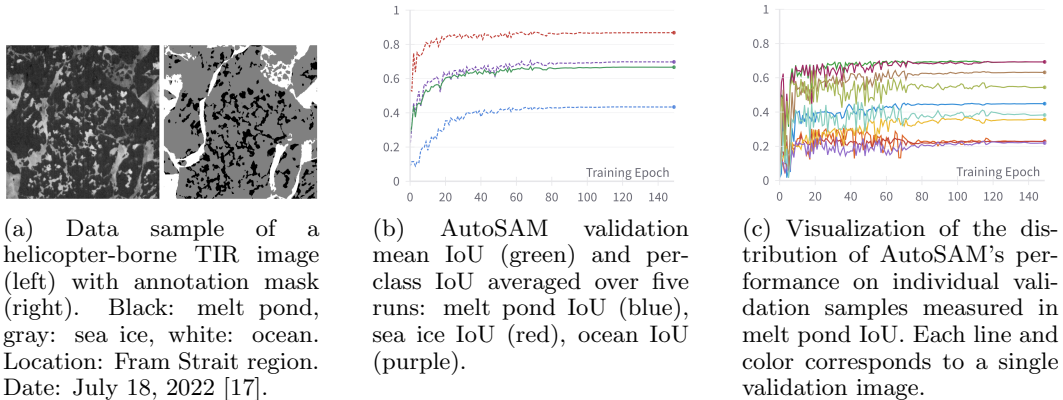 1
0.8
0.6
0.4
0.2
0
Training Epoch
0 20 40 60 80 100 120 140
1
0.8
0.6
0.4
0.2
0
Training Epoch
0 20 40 60 80 100 120 140
(a) Data sample of a
helicopter-borne TIR image
(left) with annotation mask
(right). Black: melt pond,
gray: sea ice, white: ocean.
Location: Fram Strait region.
Date: July 18, 2022 [17].
(b) AutoSAM validation
mean IoU (green) and per-
class IoU averaged over five
runs: melt pond IoU (blue),
sea ice IoU (red), ocean IoU
(purple).
(c) Visualization of the dis-
tribution of AutoSAM's per-
formance on individual vali-
dation samples measured in
melt pond IoU. Each line and
color corresponds to a single
validation image.